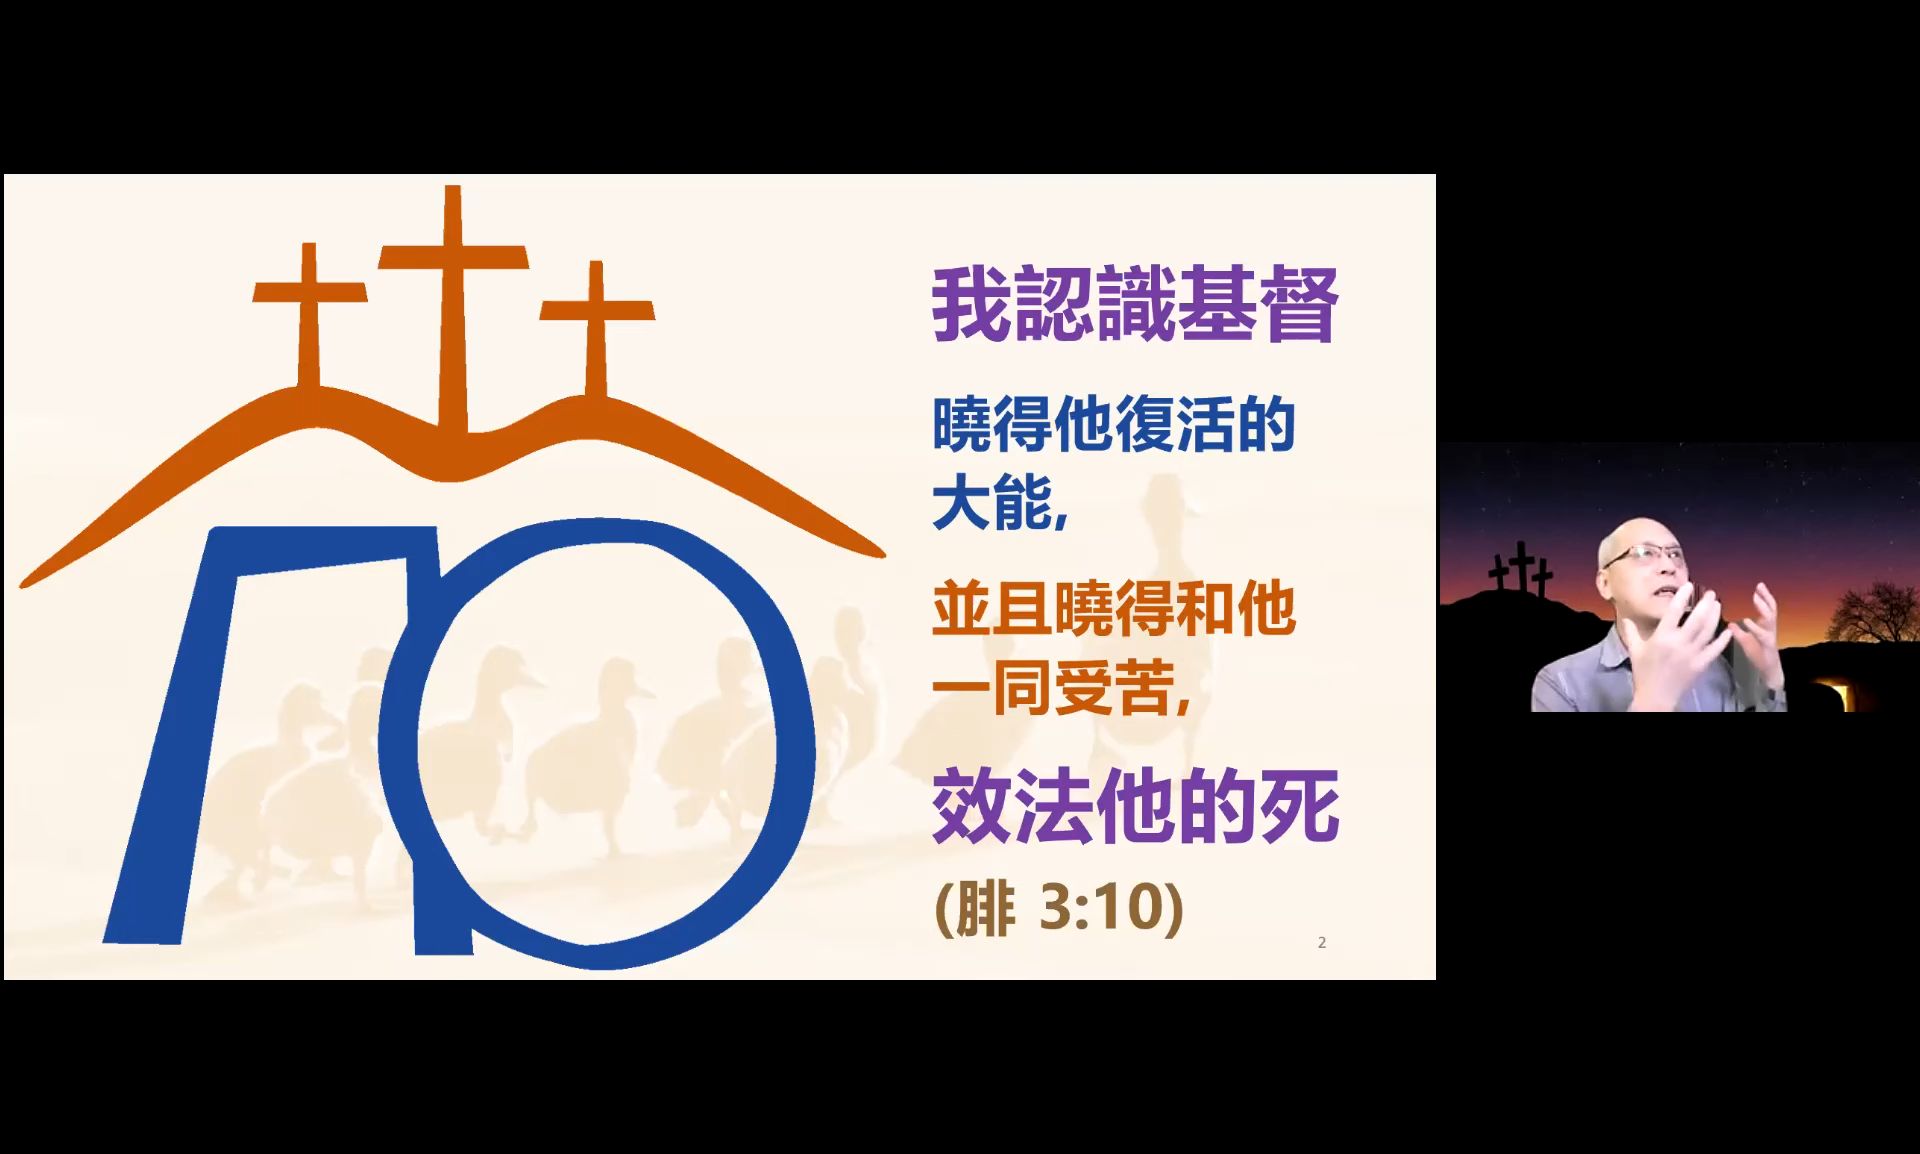 我認識基督
曉得他復活的
大能,
並且曉得和他
一同受苦,
效法他的死
(腓 3:10)
2